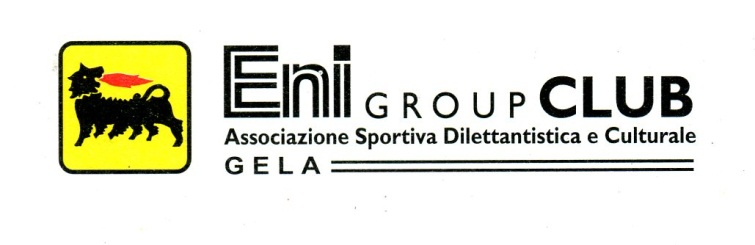 Eni GROUP CLUB
Associazione Sportiva Dilettantistica e Culturale
GELA